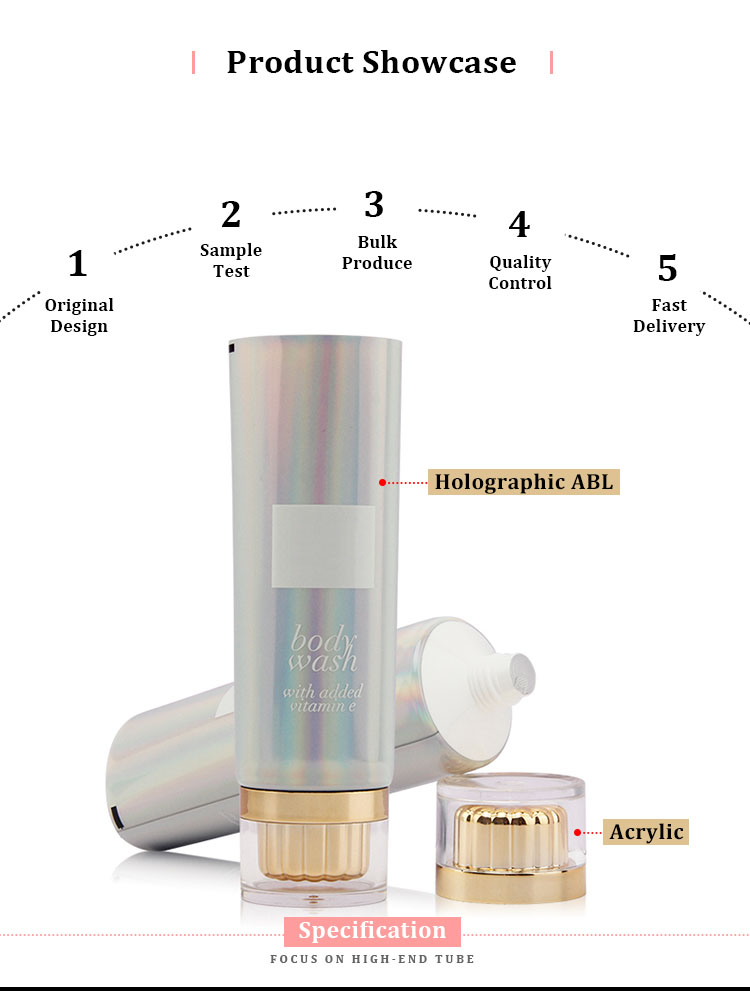 Product Showcase
1
Original
Design
2
Sample
Test
3
Bulk
Produce
4
Quality
Control
5
Fast
Delivery
Holographic ABL
body
wash
with added
vitamin e
Acrylic
Specification
FOCUS ON HIGH-END TUBE